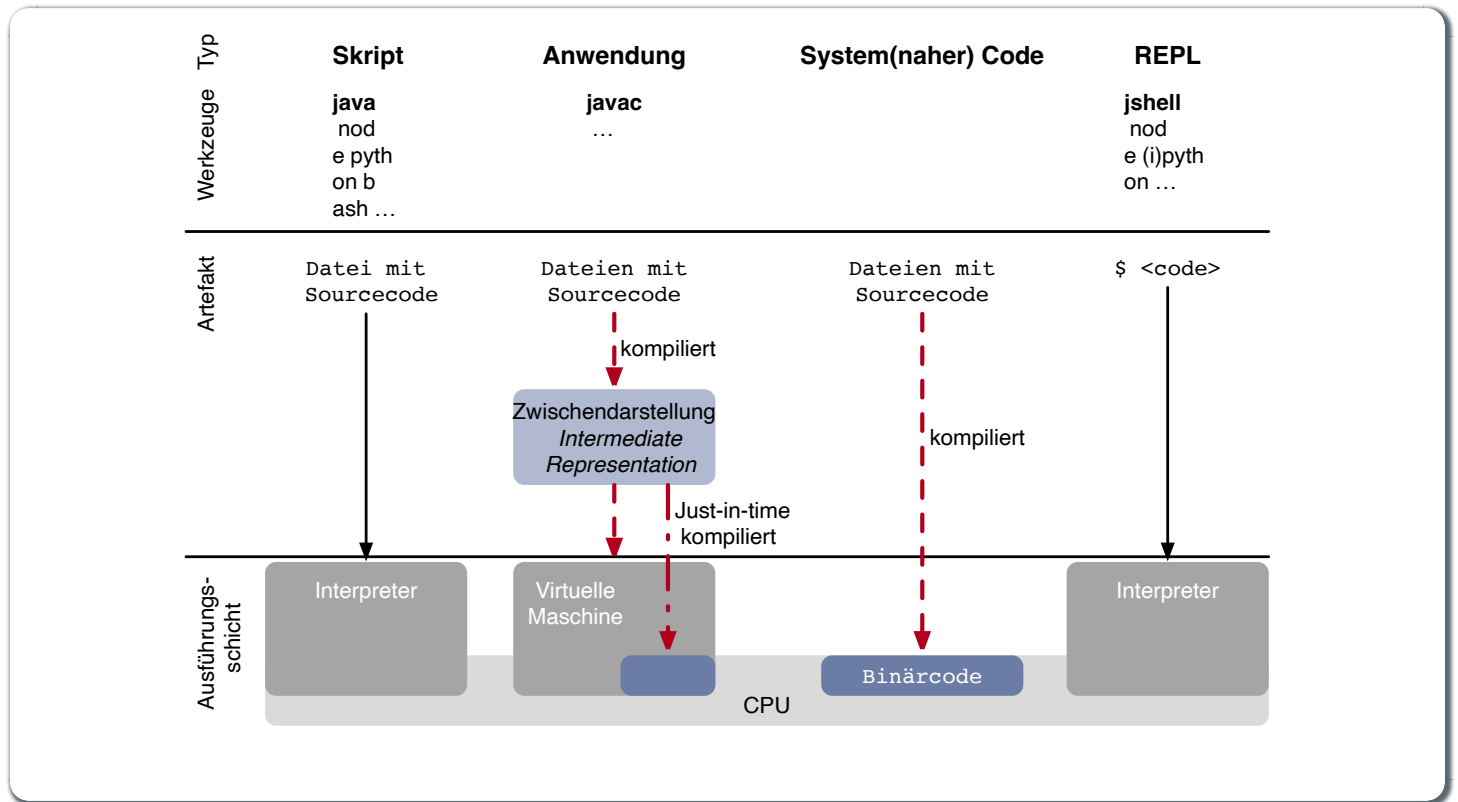 Typ
Skript
Anwendung
System(naher) Code
REPL
Werkzeuge
java
nod
e pyth
on b
ash …
javac
…
jshell
nod
e (i)pyth
on …
Artefakt
Datei mit
Sourcecode
Dateien mit
Sourcecode
Dateien mit
Sourcecode
$ <code>
kompiliert
Zwischendarstellung
Intermediate
Representation
kompiliert
Just-in-time
kompiliert
Ausführungs-
schicht
Interpreter
Virtuelle
Maschine
Binärcode
Interpreter
CPU